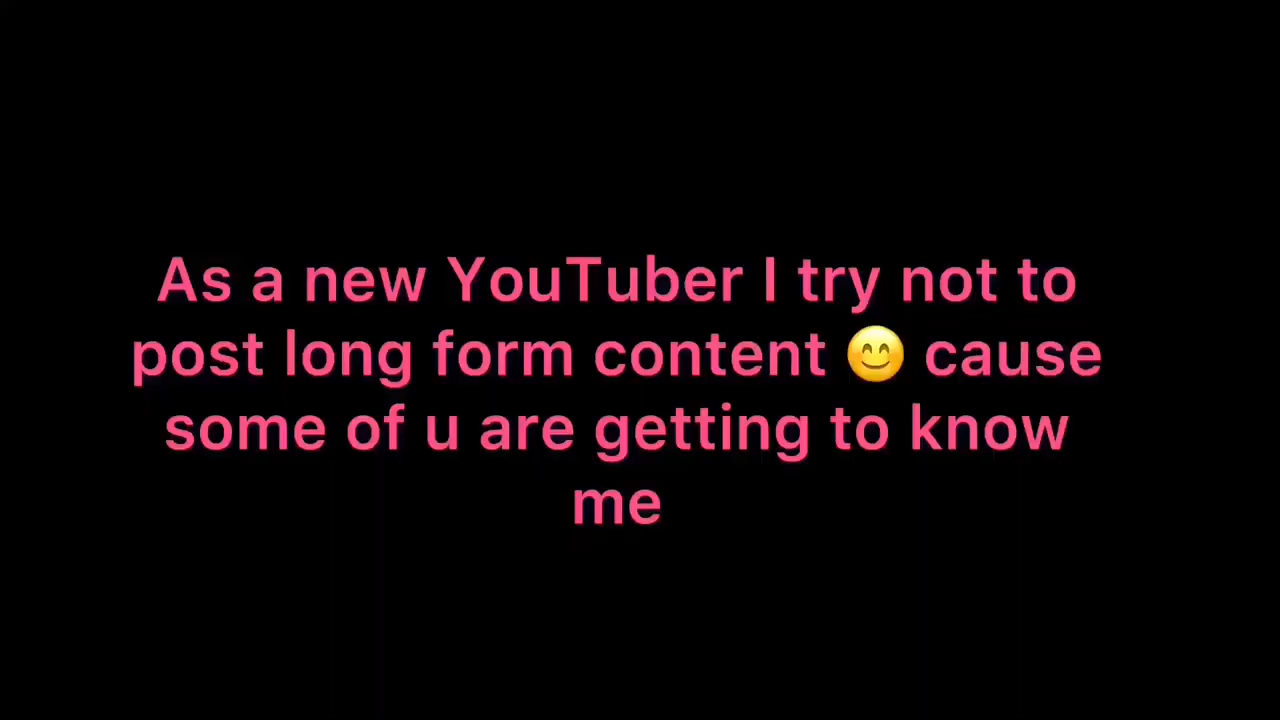 As a new YouTuber I try not to
post long form content 😊 cause
some of u are getting to know
me